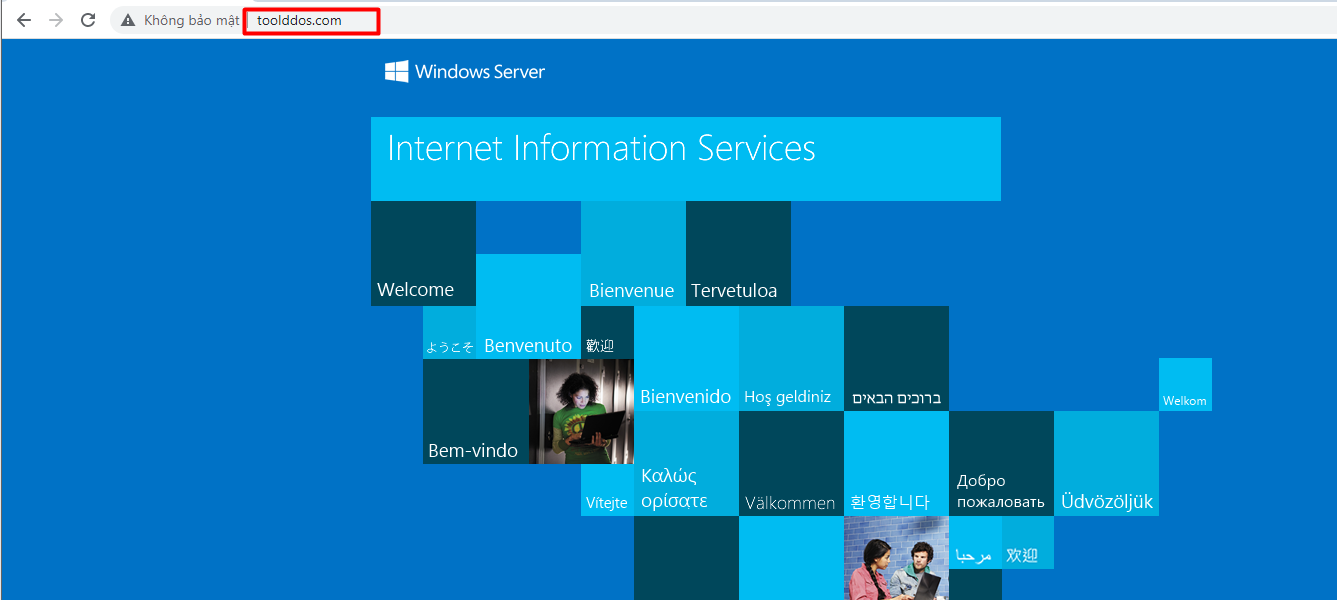 Không bảo mật toolddos.com
Windows Server
Internet Information Services
Welcome
Bienvenue
Tervetuloa
ようこそ
Benvenuto
歡迎
Bienvenido
Hoş geldiniz
ברוכים הבאים
Welkom
Bem-vindo
Vítejte
Καλώς
ορίσατε
Välkommen
환영합니다
Добро
пожаловать
Üdvözöljük
مرحبا
欢迎